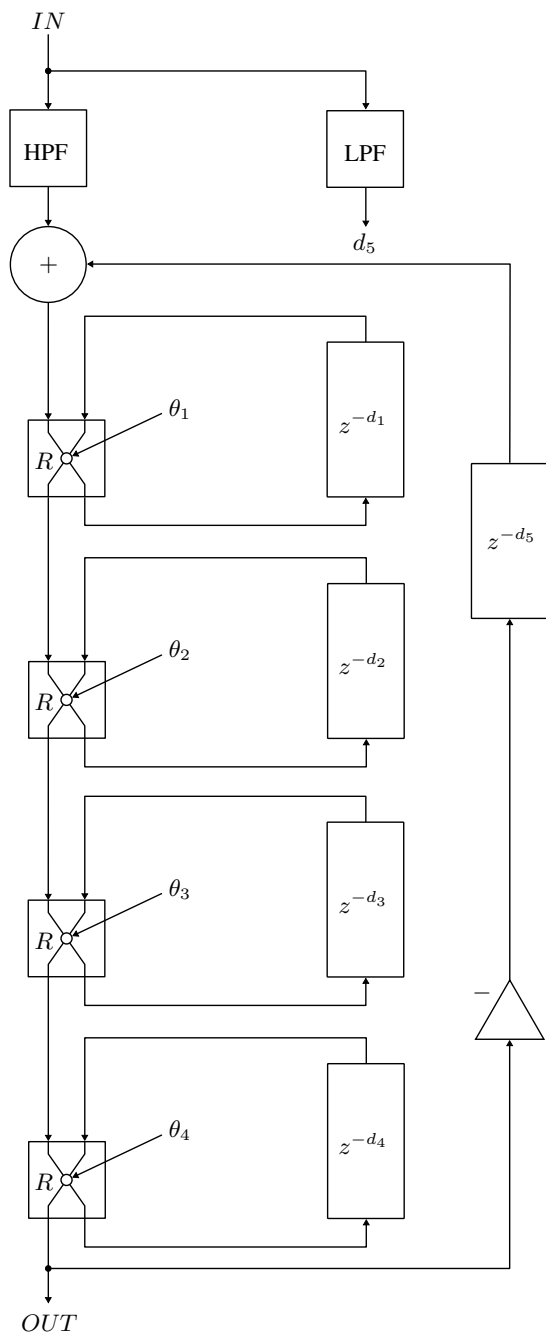 IN
HPF LPF
d₅
+
z⁻ᵈ¹
θ₁
R
z⁻ᵈ⁵
z⁻ᵈ²
θ₂
R
z⁻ᵈ³
θ₃
R
−
z⁻ᵈ⁴
θ₄
R
OUT